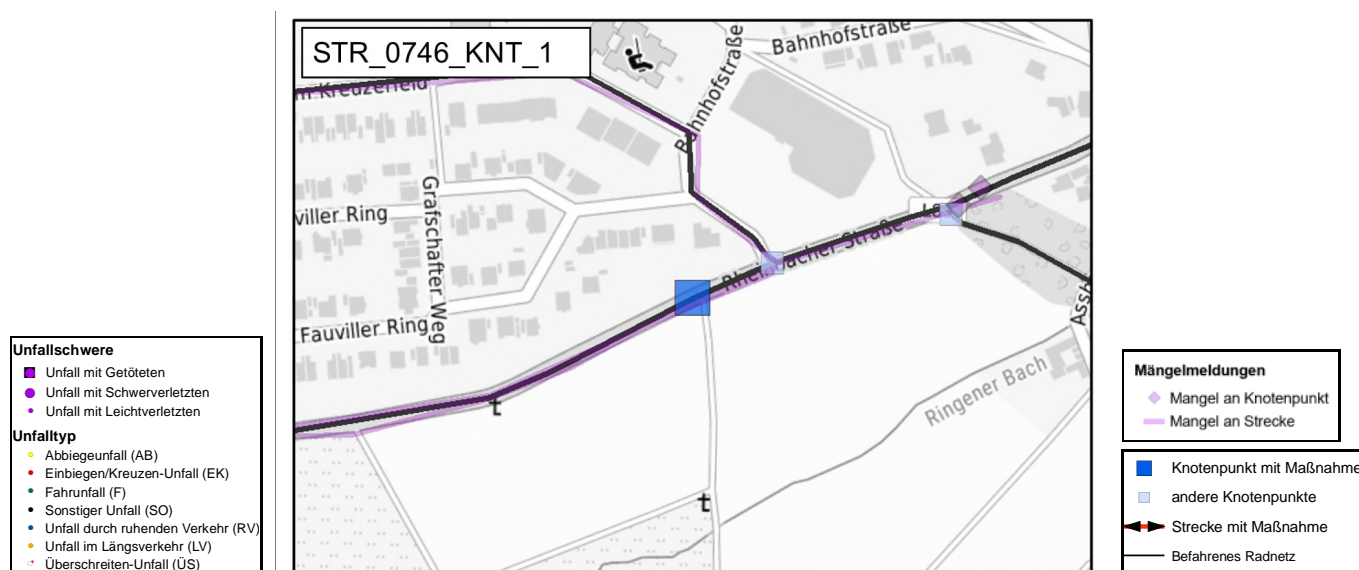 STR_0746_KNT_1
Bahnhofstraße
Bahnhofstraße
Bahnhofstraße
m Kreuzerfeld
Grafschafter Weg
viller Ring
Fauviller Ring
Rheinbacher Straße
Ringener Bach
Unfallschwere
Unfall mit Getöteten
Unfall mit Schwerverletzten
Unfall mit Leichtverletzten
Unfalltyp
Abbiegeunfall (AB)
Einbiegen/Kreuzen-Unfall (EK)
Fahrunfall (F)
Sonstiger Unfall (SO)
Unfall durch ruhenden Verkehr (RV)
Unfall im Längsverkehr (LV)
Überschreiten-Unfall (ÜS)
Mängelmeldungen
Mangel an Knotenpunkt
Mangel an Strecke
Knotenpunkt mit Maßnahme
andere Knotenpunkte
Strecke mit Maßnahme
Befahrenes Radnetz